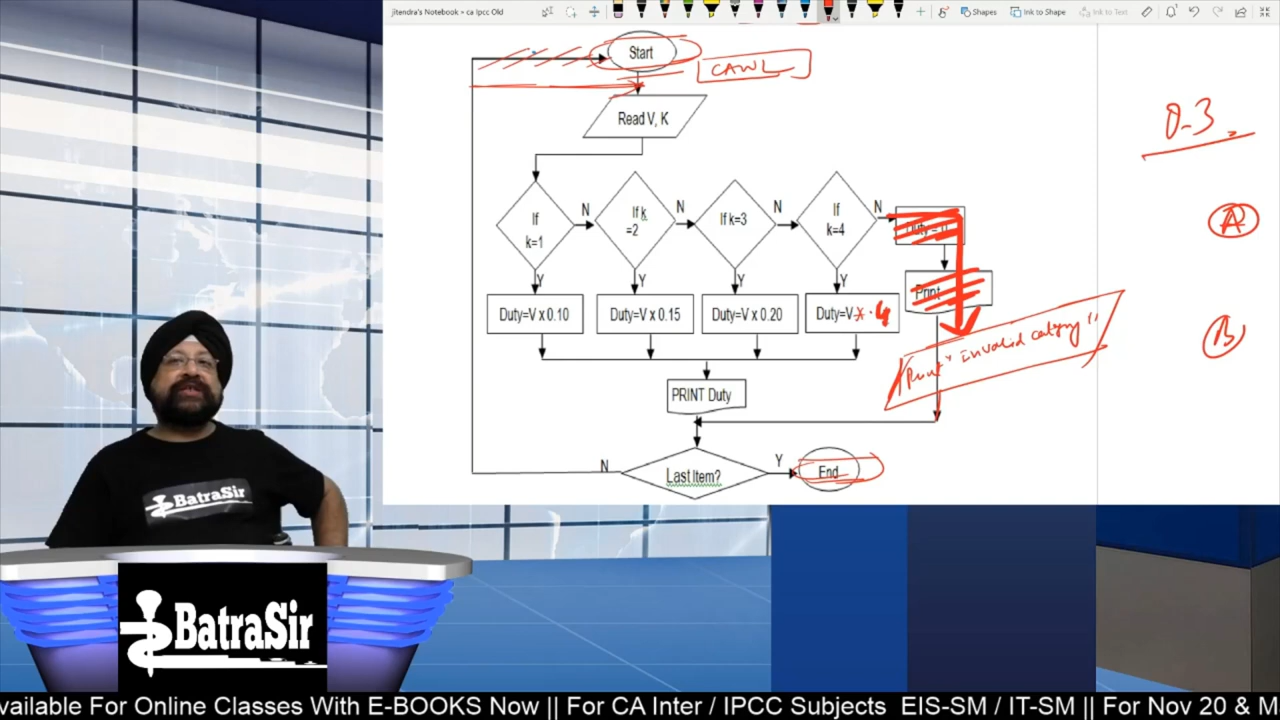 jitendra's Notebook » ca Ipcc Old
Shapes
Ink to Shape
Ink to Text
Start
Read V, K
Q-3
A
B
If k=1
N
If k =2
N
If k=3
N
If k=4
N
Y
Y
Y
Y
Duty=V x 0.10
Duty=V x 0.15
Duty=V x 0.20
Duty=V
Print
Print "invalid
PRINT Duty
Last Item?
N
Y
End
BatraSir
BatraSir
vailable For Online Classes With E-BOOKS Now || For CA Inter / IPCC Subjects EIS-SM / IT-SM || For Nov 20 & M